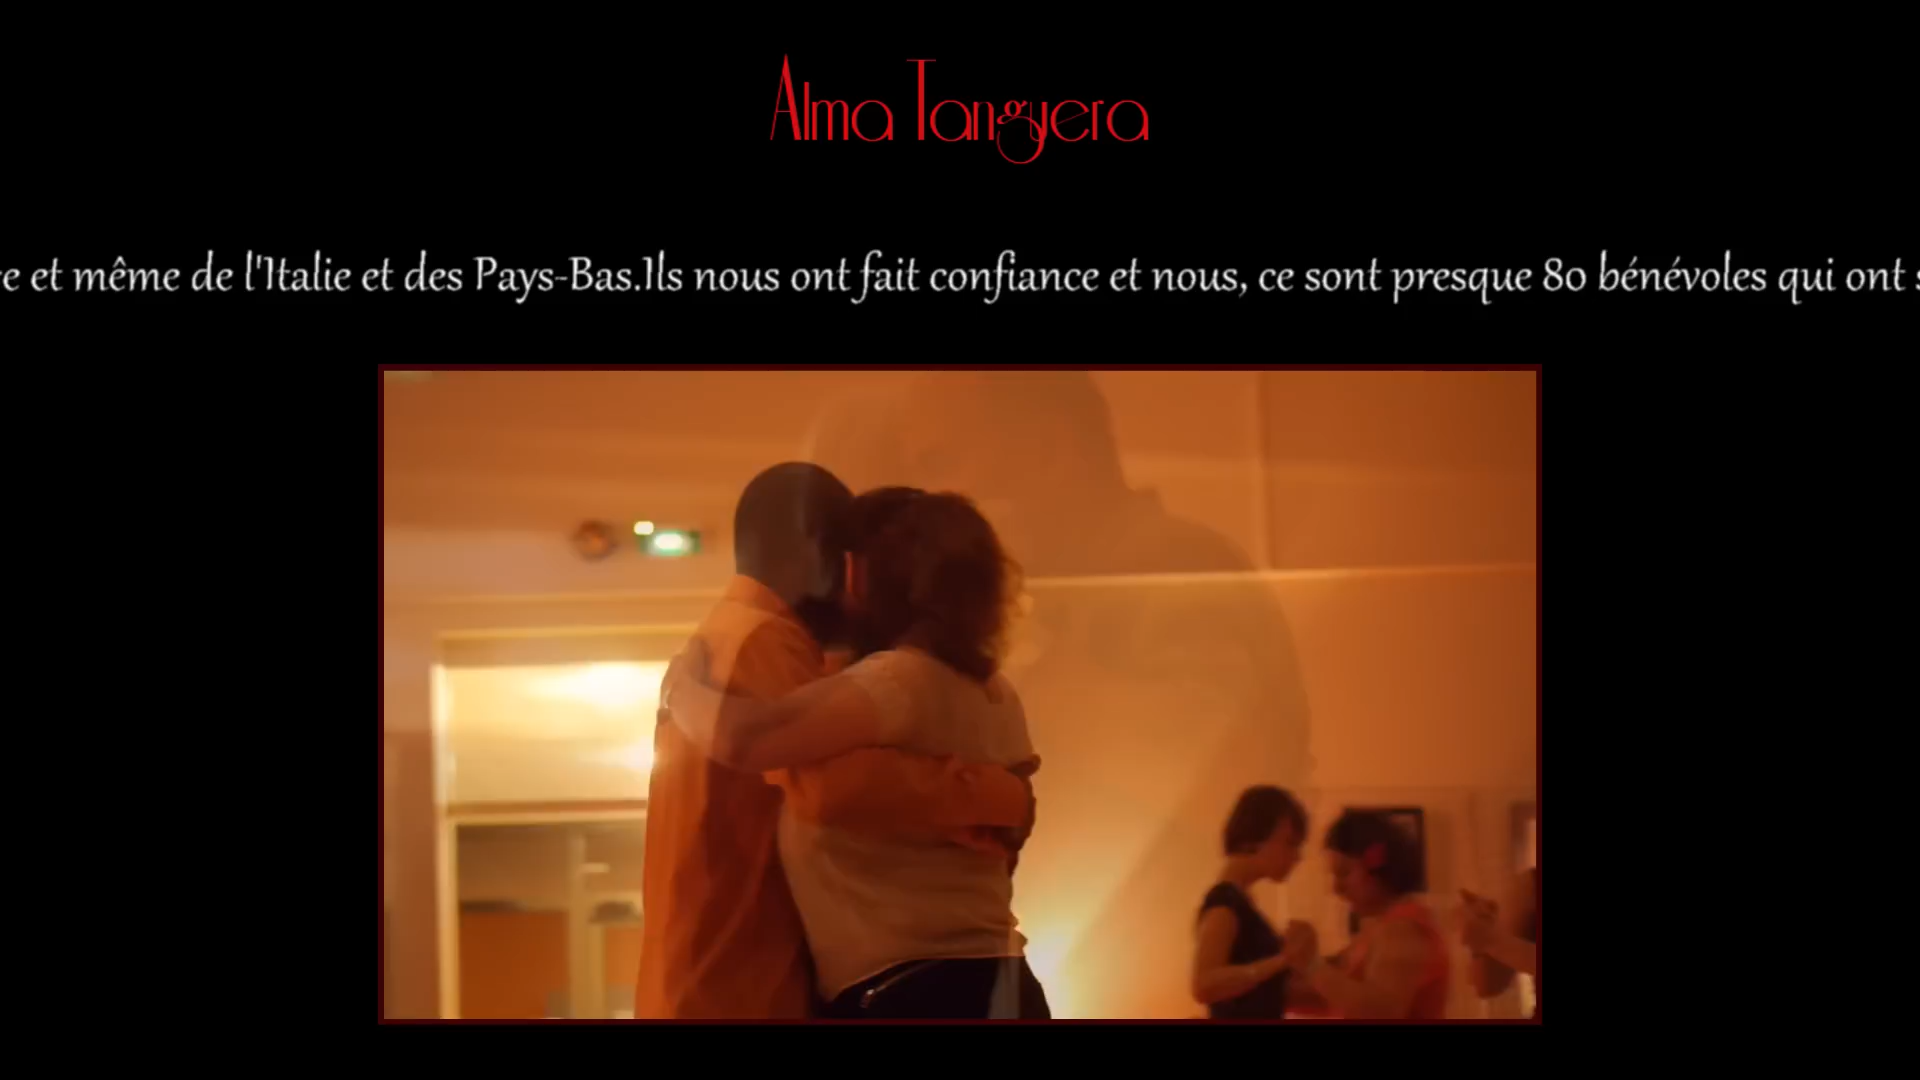 Alma Tanguera
et même de l'Italie et des Pays-Bas.Ils nous ont fait confiance et nous, ce sont presque 80 bénévoles qui ont